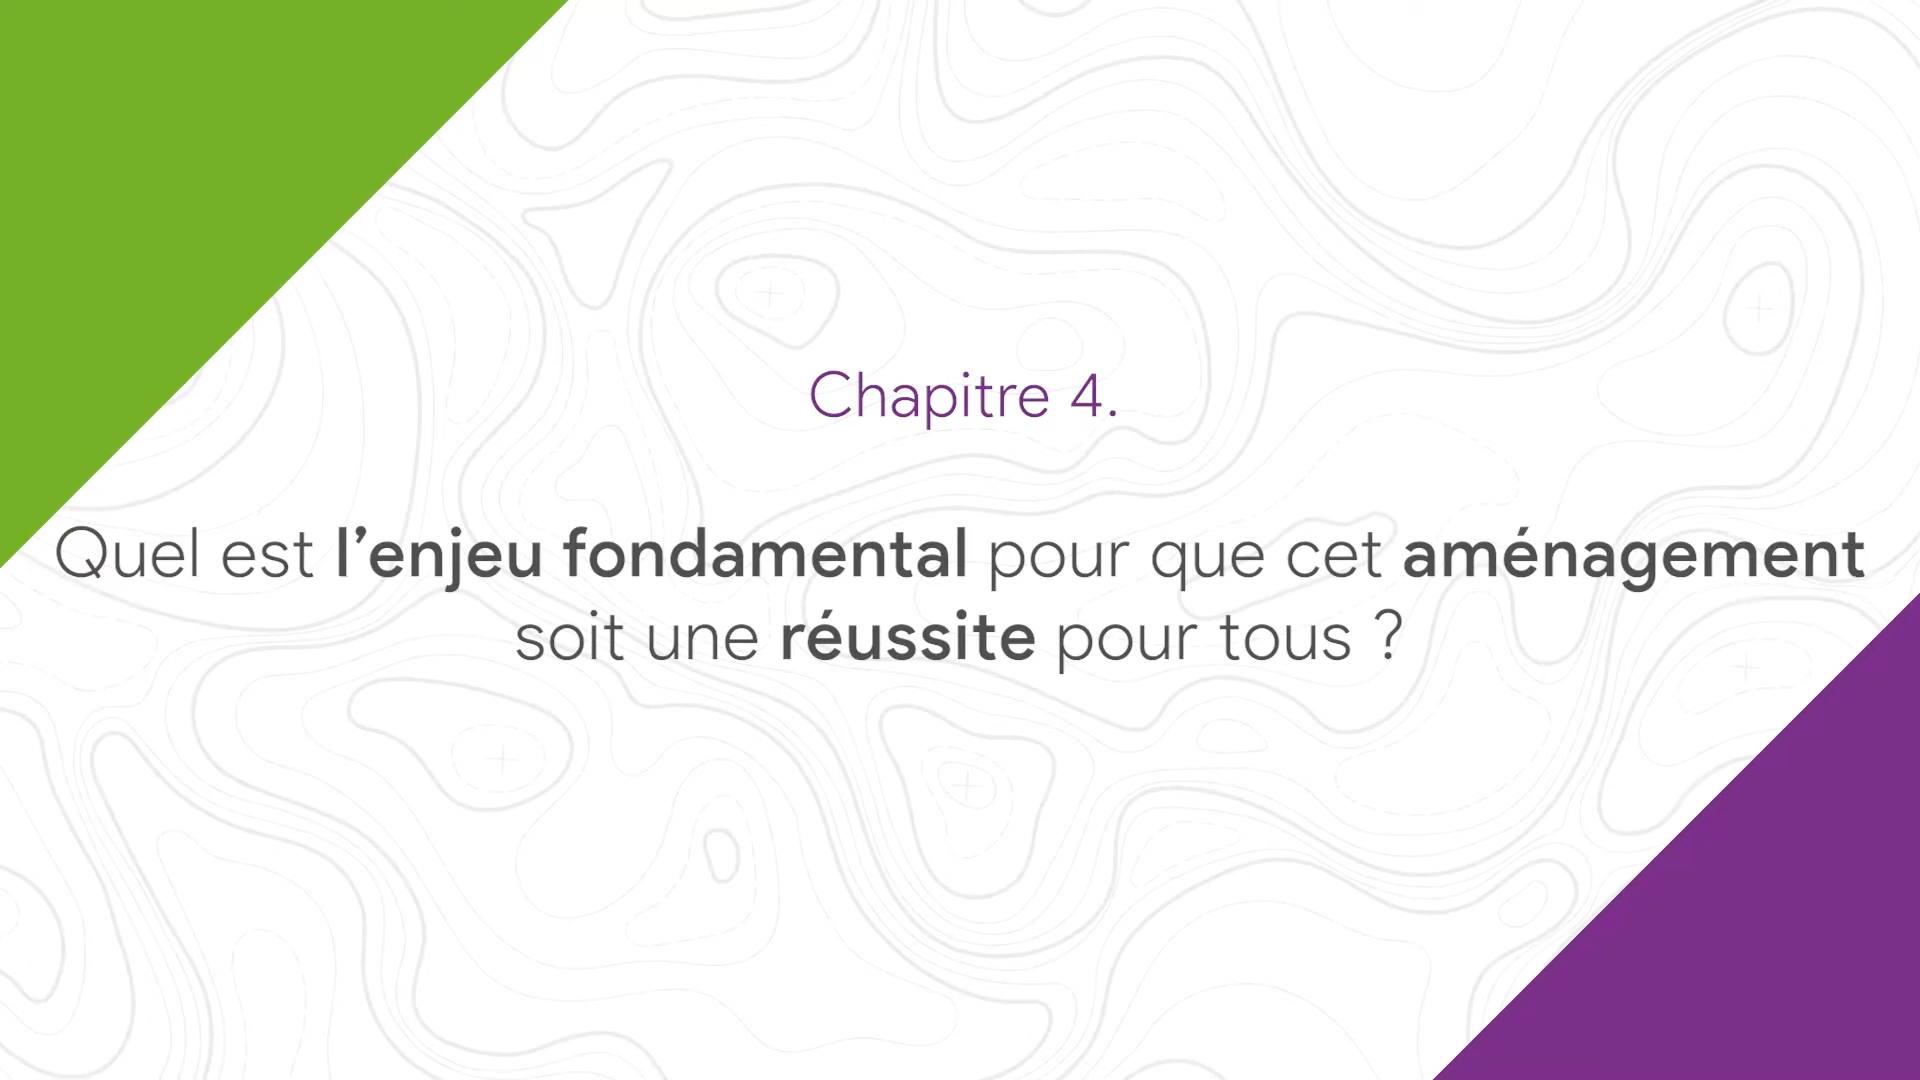 Chapitre 4.
Quel est l’enjeu fondamental pour que cet aménagement
soit une réussite pour tous ?